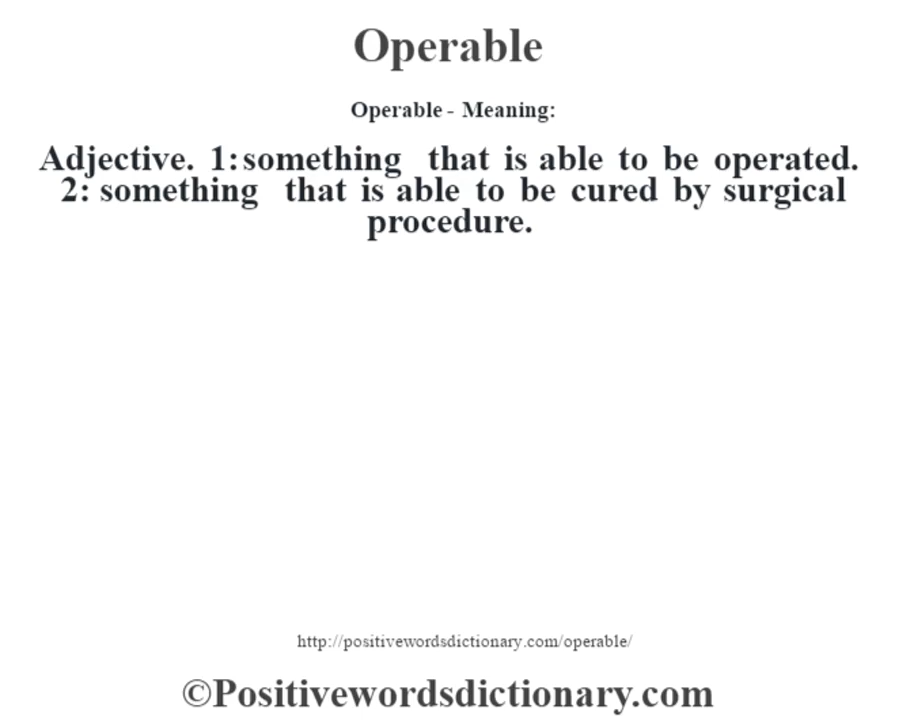 Operable
Operable - Meaning:
Adjective. 1: something that is able to be operated.
2: something that is able to be cured by surgical
procedure.
http://positivewordsdictionary.com/operable/
©Positivewordsdictionary.com